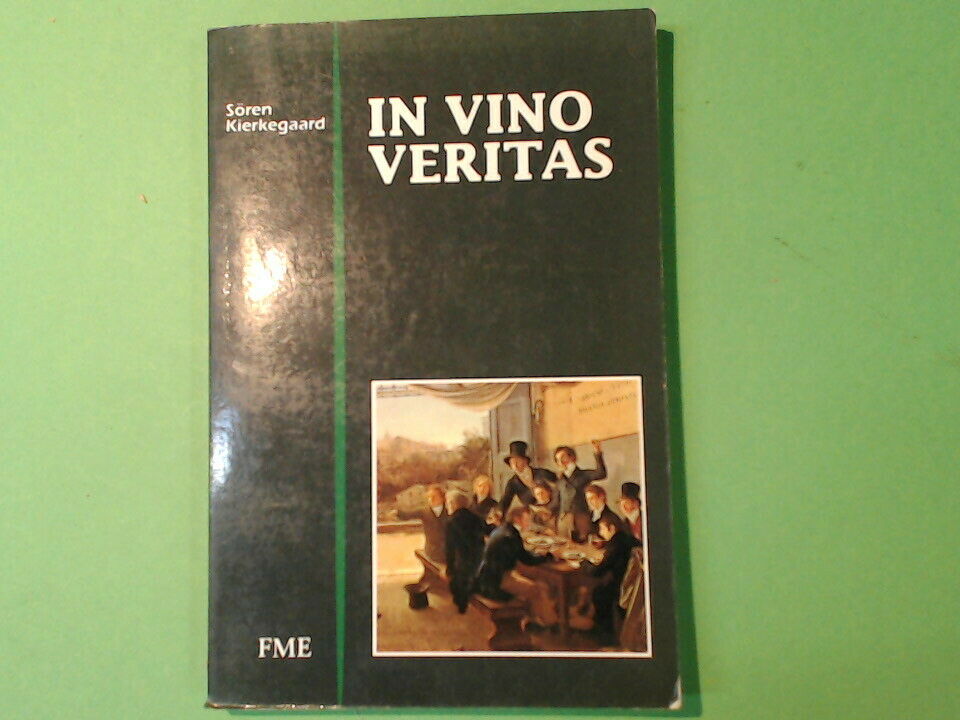 Sören
Kierkegaard
IN VINO
VERITAS
FME